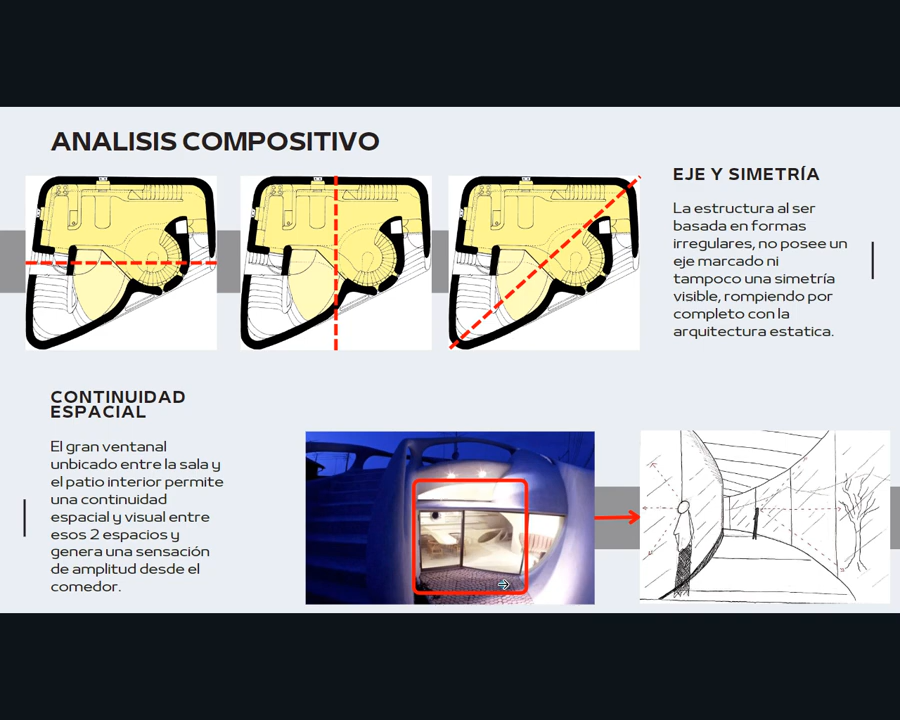 ANALISIS COMPOSITIVO
EJE Y SIMETRÍA
La estructura al ser
basada en formas
irregulares, no posee un
eje marcado ni
tampoco una simetría
visible, rompiendo por
completo con la
arquitectura estatica.
CONTINUIDAD
ESPACIAL
El gran ventanal
unbicado entre la sala y
el patio interior permite
una continuidad
espacial y visual entre
esos 2 espacios y
genera una sensación
de amplitud desde el
comedor.